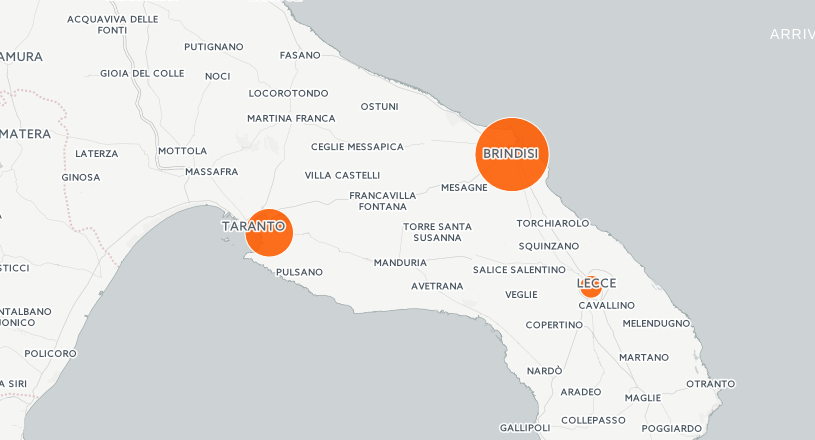 ACQUAVIVA DELLE
FONTI
ARRIV
PUTIGNANO
FASANO
AMURA
GIOIA DEL COLLE
NOCI
LOCOROTONDO
OSTUNI
MARTINA FRANCA
MATERA
CEGLIE MESSAPICA
BRINDISI
LATERZA
MOTTOLA
GINOSA
MASSAFRA
VILLA CASTELLI
MESAGNE
FRANCAVILLA
FONTANA
TARANTO
TORRE SANTA
SUSANNA
TORCHIAROLO
SQUINZANO
STICCI
PULSANO
MANDURIA
SALICE SALENTINO
AVETRANA
LECCE
VEGLIE
CAVALLINO
NTALBANO
JONICO
COPERTINO
MELENDUGNO
POLICORO
MARTANO
NARDÒ
A SIRI
OTRANTO
ARADEO
MAGLIE
COLLEPASSO
GALLIPOLI
POGGIARDO